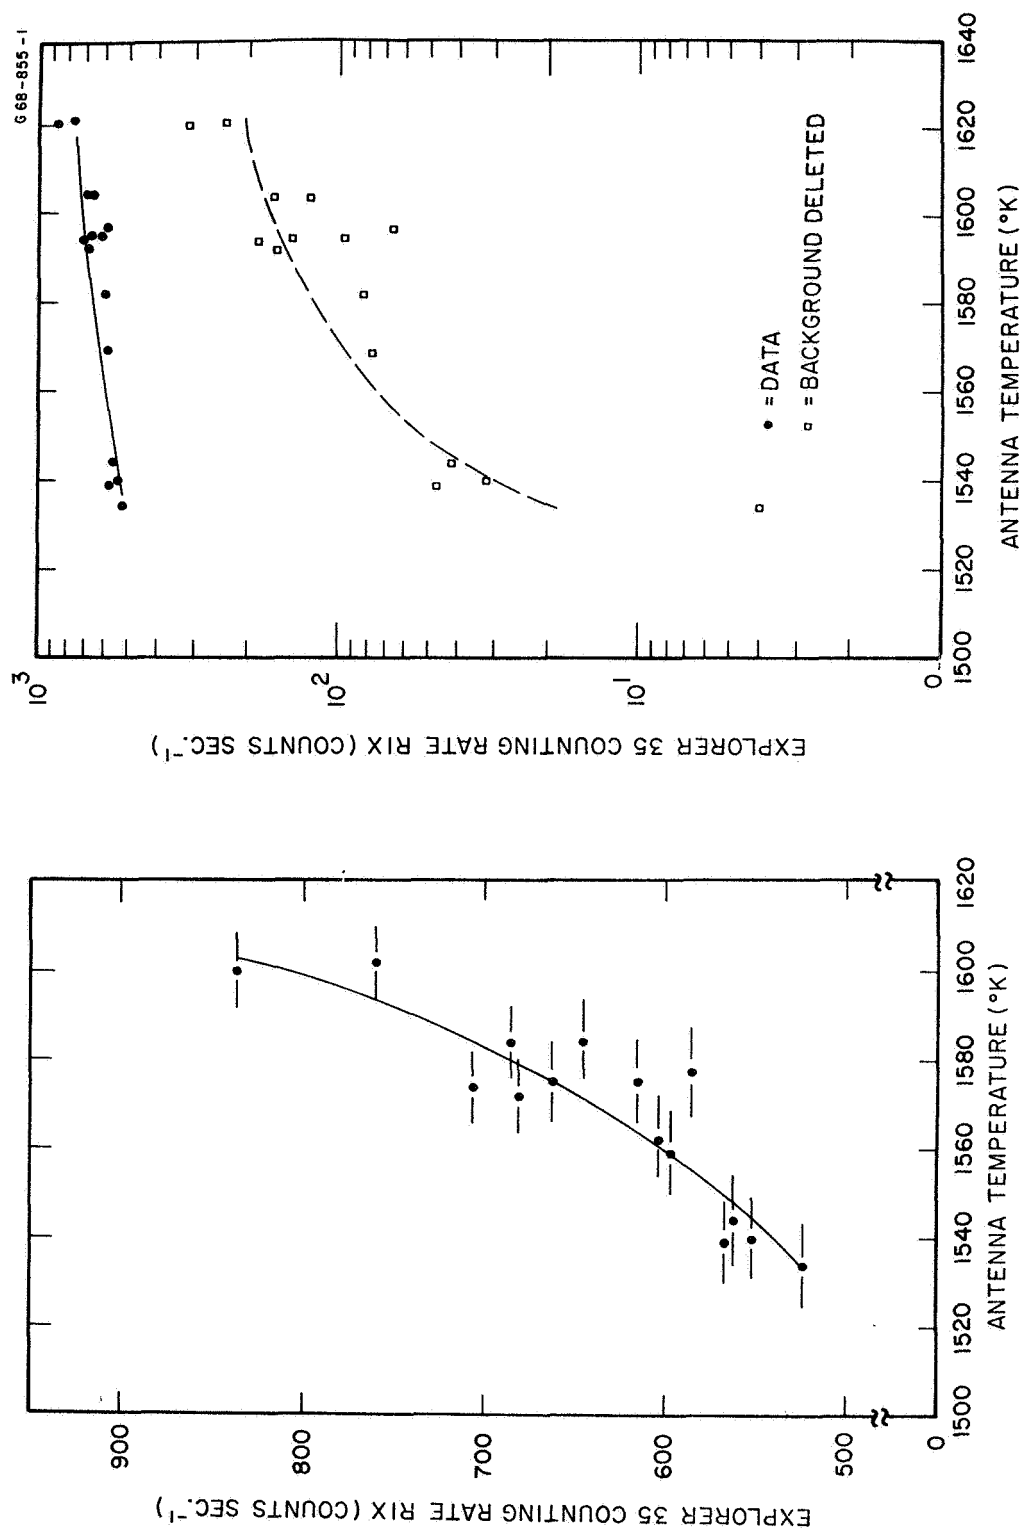 G68-855-1
EXPLORER 35 COUNTING RATE RIX (COUNTS SEC.⁻¹)
900
800
700
600
500
0
1500 1520 1540 1560 1580 1600 1620
ANTENNA TEMPERATURE (°K)
EXPLORER 35 COUNTING RATE RIX (COUNTS SEC.⁻¹)
10³
10²
10¹
0
● = DATA
□ = BACKGROUND DELETED
1500 1520 1540 1560 1580 1600 1620 1640
ANTENNA TEMPERATURE (°K)